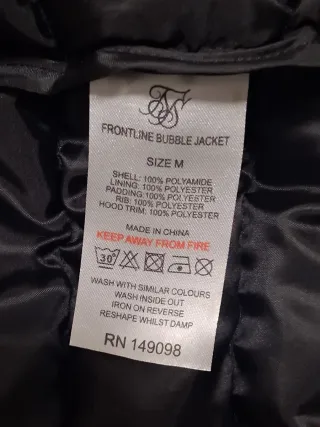 FRONTLINE BUBBLE JACKET
SIZE M
SHELL: 100% POLYAMIDE
LINING: 100% POLYESTER
PADDING: 100% POLYESTER
RIB: 100% POLYESTER
HOOD TRIM: 100% POLYESTER
MADE IN CHINA
KEEP AWAY FROM FIRE
30°
WASH WITH SIMILAR COLOURS
WASH INSIDE OUT
IRON ON REVERSE
RESHAPE WHILST DAMP
RN 149098